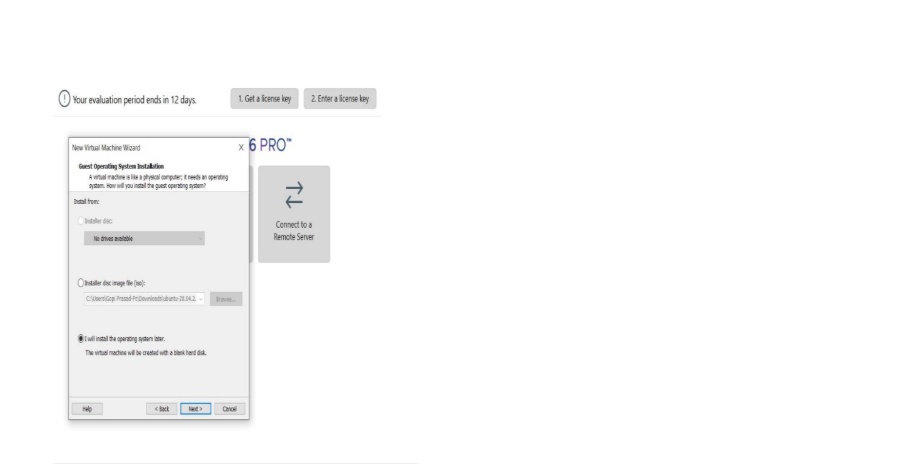 Your evaluation period ends in 12 days.
1. Get a license key
2. Enter a license key
6 PRO™
New Virtual Machine Wizard
X
Guest Operating System Installation
A virtual machine is like a physical computer; it needs an operating
system. How will you install the guest operating system?
Install from:
Installer disc:
No drives available
Installer disc image file (iso):
C:\Users\Gopi Prasad-Pc\Downloads\ubuntu-20.04.2.
Browse...
I will install the operating system later.
The virtual machine will be created with a blank hard disk.
Help
< Back
Next >
Cancel
Connect to a
Remote Server